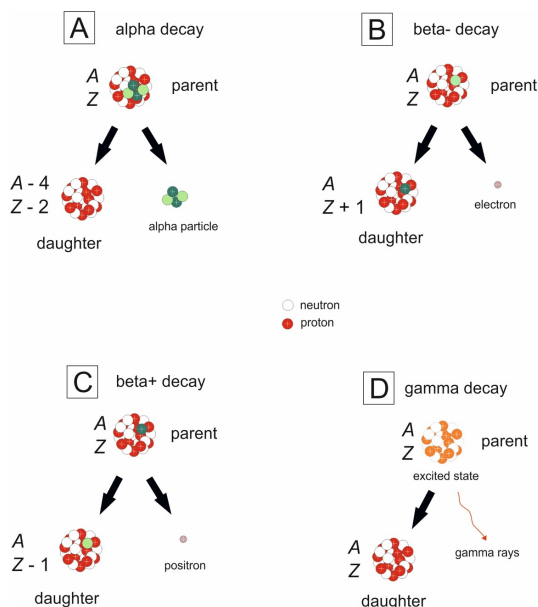 A alpha decay
A
Z
parent
A - 4
Z - 2
alpha particle
daughter
B beta- decay
A
Z
parent
A
Z + 1
electron
daughter
neutron
proton
C beta+ decay
A
Z
parent
A
Z - 1
positron
daughter
D gamma decay
A
Z
parent
excited state
gamma rays
A
Z
daughter